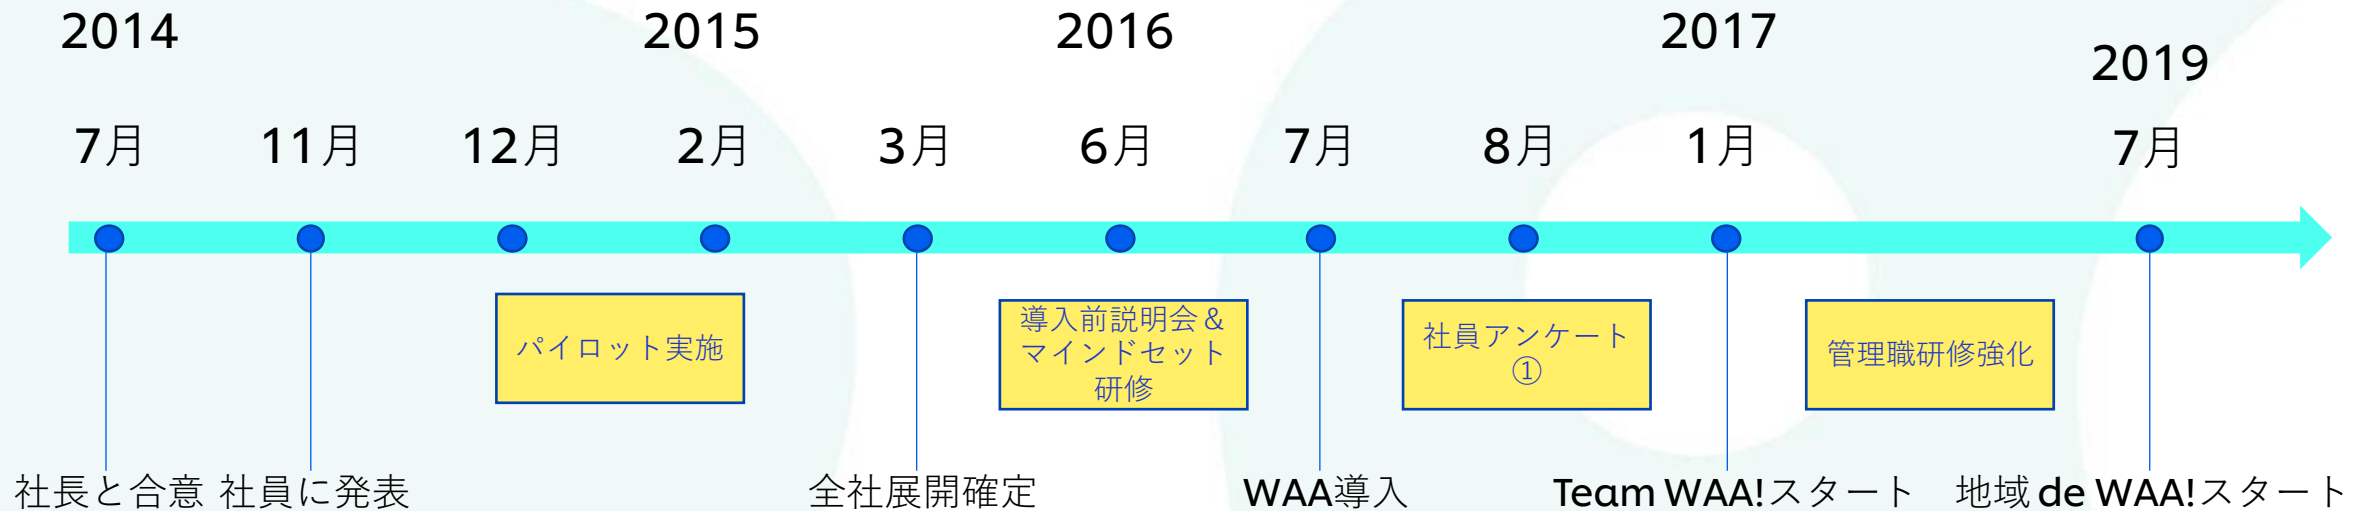 2014
2015
2016
2017
2019
7月
11月
12月
2月
3月
6月
7月
8月
1月
7月
パイロット実施
導入前説明会&
マインドセット
研修
社員アンケート
①
管理職研修強化
社長と合意
社員に発表
全社展開確定
WAA導入
Team WAA!スタート
地域 de WAA!スタート